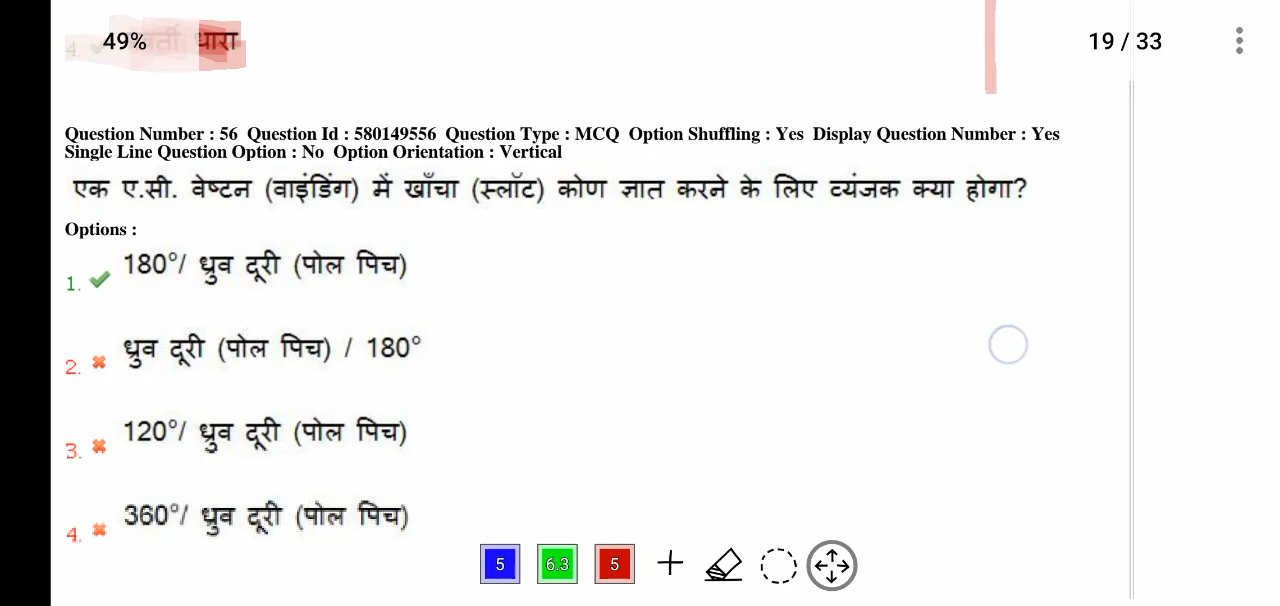 49% धारा 19 / 33
4.
Question Number : 56 Question Id : 580149556 Question Type : MCQ Option Shuffling : Yes Display Question Number : Yes
Single Line Question Option : No Option Orientation : Vertical
एक ए.सी. वेष्टन (वाइंडिंग) में खाँचा (स्लॉट) कोण ज्ञात करने के लिए व्यंजक क्या होगा?
Options :
1. 180°/ ध्रुव दूरी (पोल पिच)
2. ध्रुव दूरी (पोल पिच) / 180°
3. 120°/ ध्रुव दूरी (पोल पिच)
4. 360°/ ध्रुव दूरी (पोल पिच)
5 6.3 5